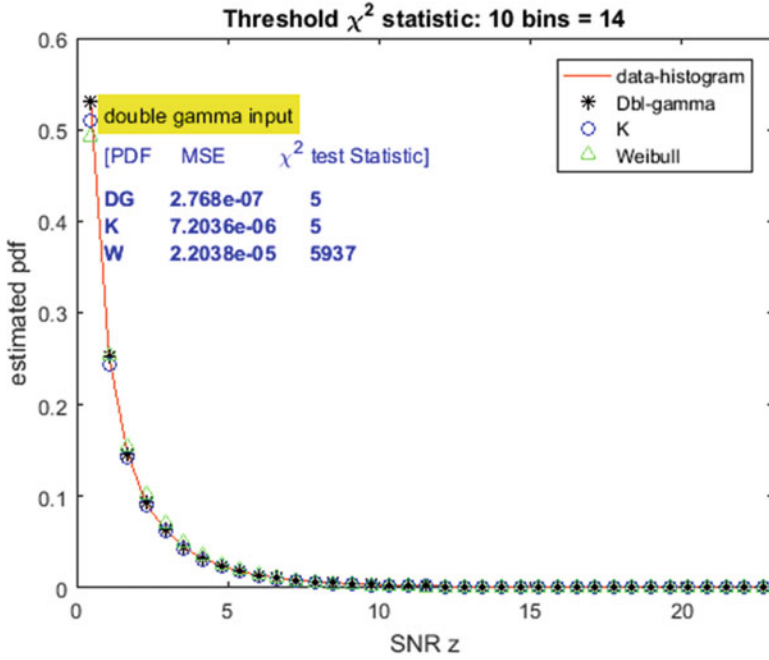 Threshold χ² statistic: 10 bins = 14
0.6
0.5
0.4
0.3
0.2
0.1
0
estimated pdf
data-histogram
Dbl-gamma
K
Weibull
double gamma input
[PDF MSE χ² test Statistic]
DG 2.768e-07 5
K 7.2036e-06 5
W 2.2038e-05 5937
0 5 10 15 20
SNR z